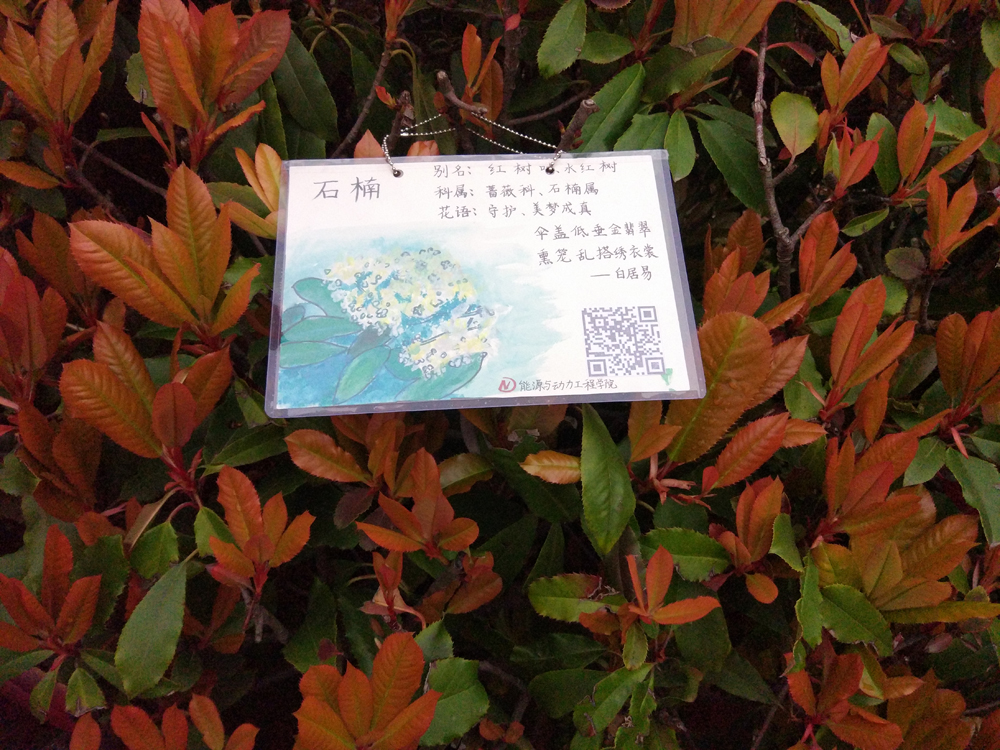 石楠
别名: 红树叶、水红树
科属: 蔷薇科、石楠属
花语: 守护、美梦成真
伞盖低垂金翡翠
熏笼乱搭绣衣裳
——白居易
能源与动力工程学院